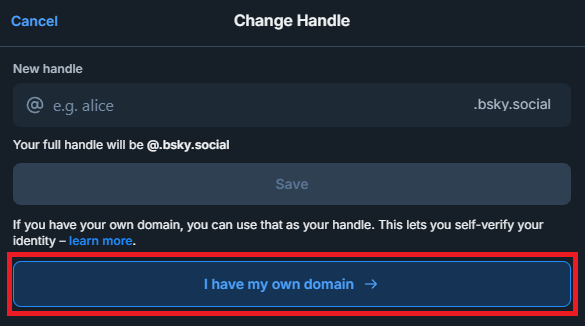 Cancel Change Handle
New handle
@ e.g. alice .bsky.social
Your full handle will be @.bsky.social
Save
If you have your own domain, you can use that as your handle. This lets you self-verify your
identity – learn more.
I have my own domain →